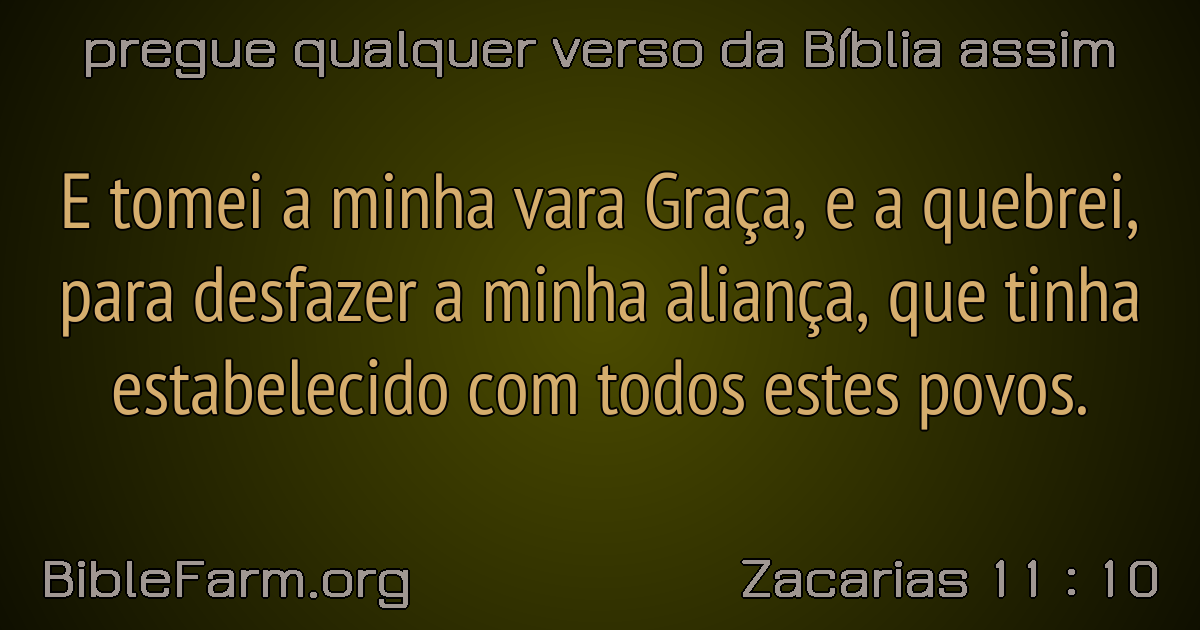 pregue qualquer verso da Bíblia assim
E tomei a minha vara Graça, e a quebrei,
para desfazer a minha aliança, que tinha
estabelecido com todos estes povos.
BibleFarm.org
Zacarias 11 : 10